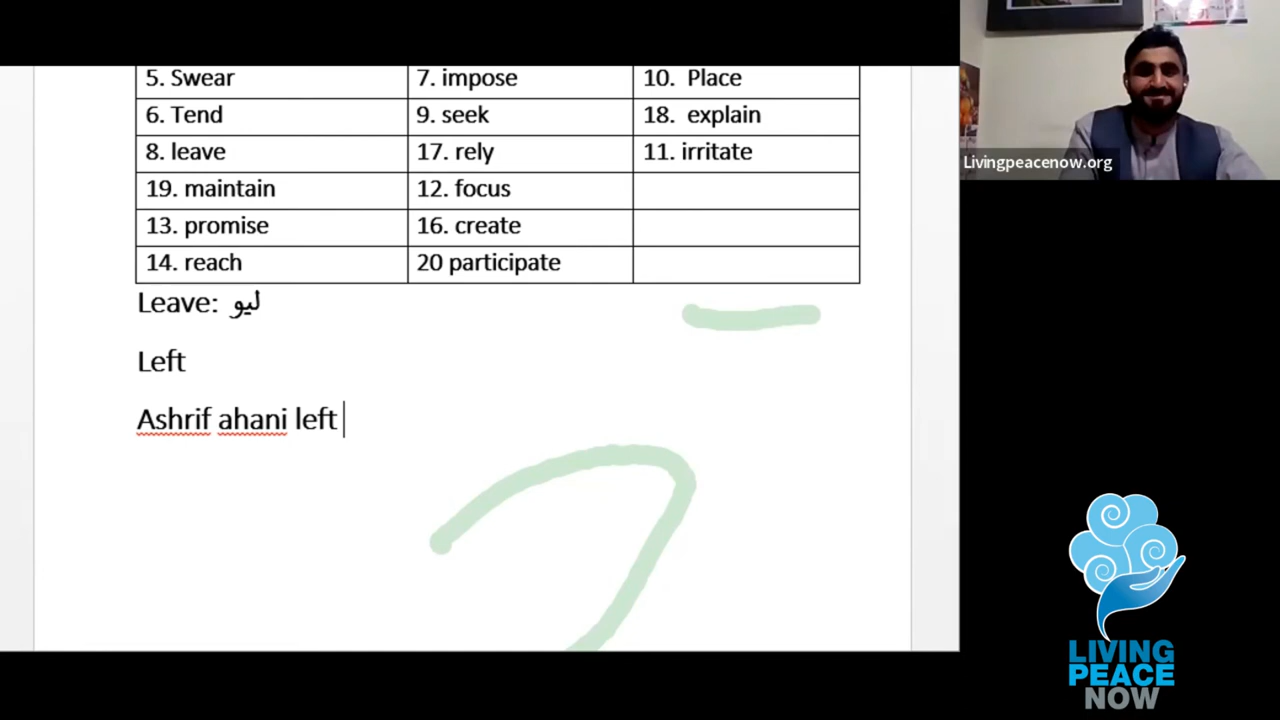 5. Swear 7. impose 10. Place
6. Tend 9. seek 18. explain
8. leave 17. rely 11. irritate
19. maintain 12. focus
13. promise 16. create
14. reach 20 participate
Leave: ليو
Left
Ashrif ahani left
Livingpeacenow.org
LIVING
PEACE
NOW